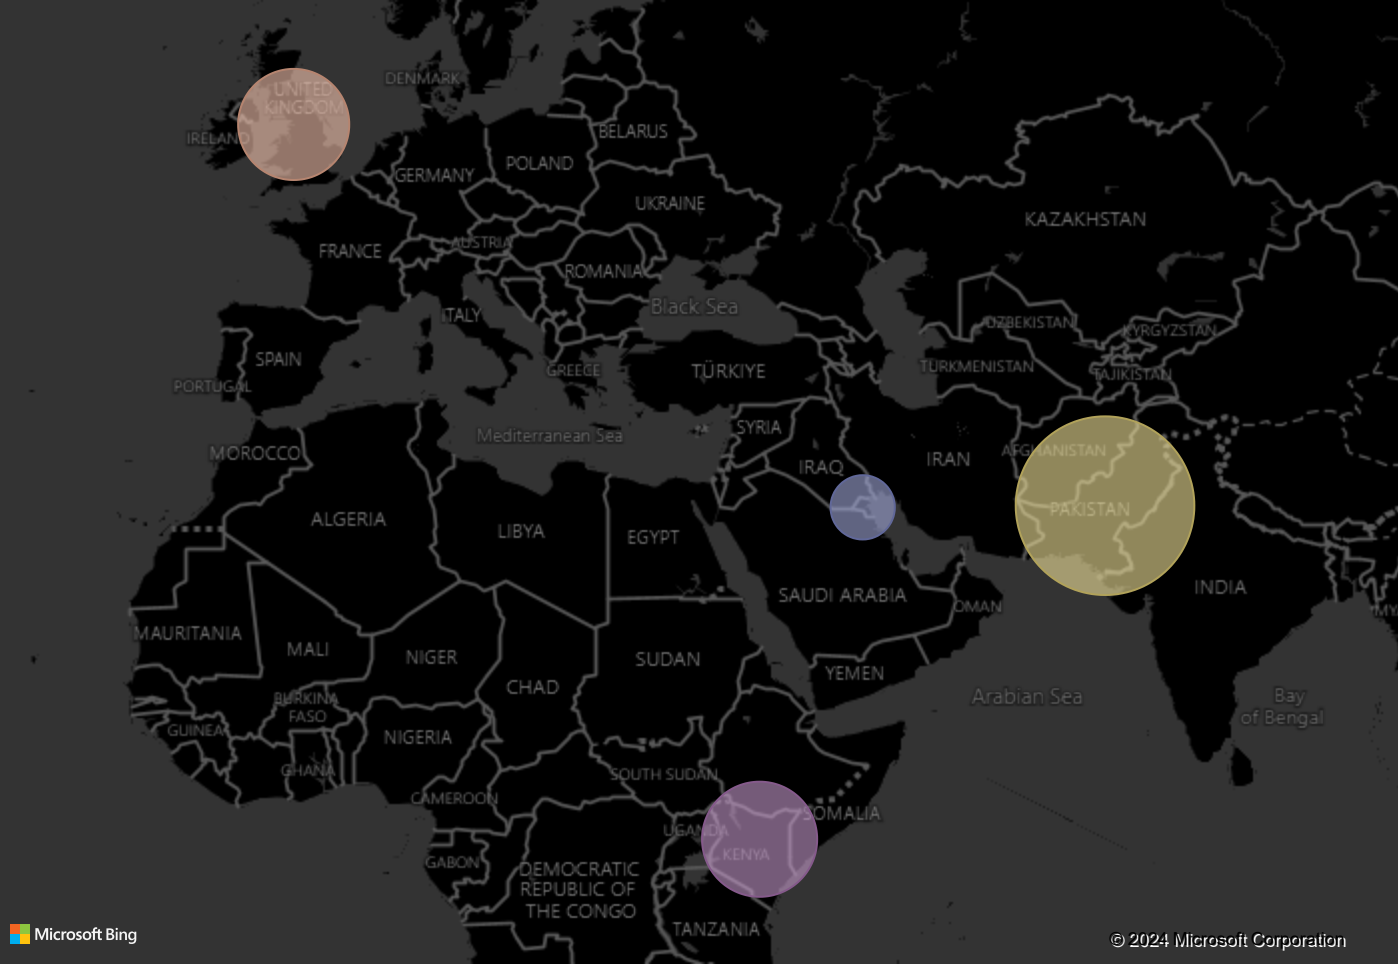 DENMARK
UNITED
KINGDOM
IRELAND
BELARUS
POLAND
GERMANY
UKRAINE
KAZAKHSTAN
AUSTRIA
FRANCE
ROMANIA
Black Sea
ITALY
UZBEKISTAN
KYRGYZSTAN
SPAIN
GREECE
TÜRKIYE
TURKMENISTAN
TAJIKISTAN
PORTUGAL
Mediterranean Sea
SYRIA
MOROCCO
AFGHANISTAN
IRAQ
IRAN
PAKISTAN
ALGERIA
LIBYA
EGYPT
INDIA
SAUDI ARABIA
OMAN
MY
MAURITANIA
MALI
NIGER
SUDAN
YEMEN
CHAD
Arabian Sea
Bay
of Bengal
BURKINA
FASO
GUINEA
NIGERIA
GHANA
SOUTH SUDAN
CAMEROON
SOMALIA
UGANDA
KENYA
GABON
DEMOCRATIC
REPUBLIC OF
THE CONGO
TANZANIA
Microsoft Bing
© 2024 Microsoft Corporation